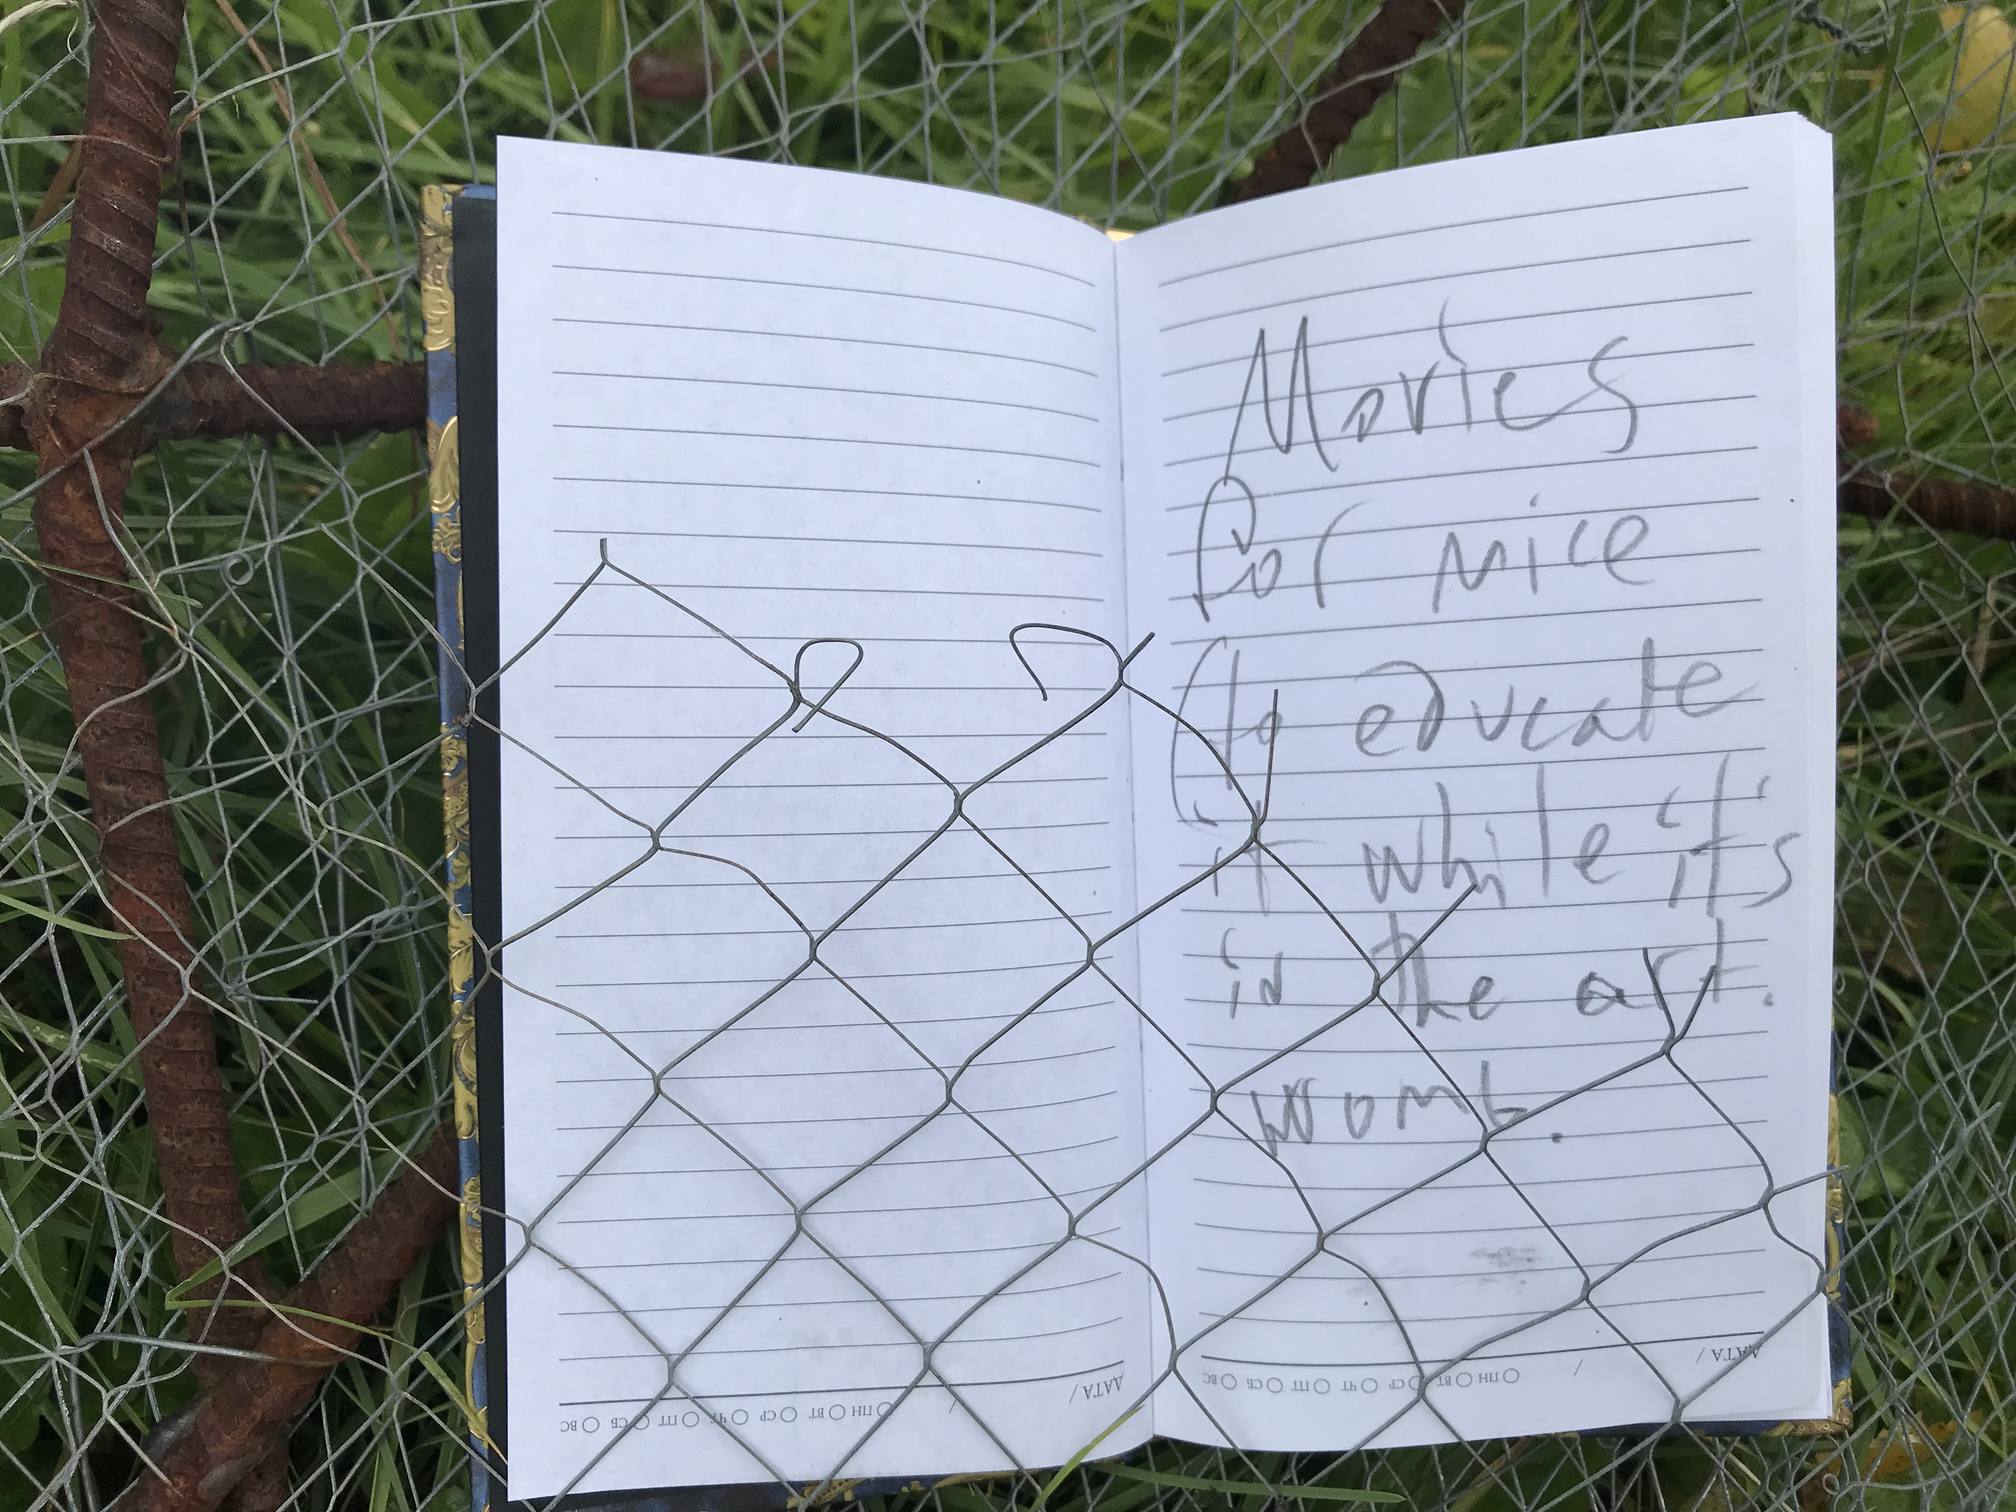 Movies
for mice
(to educate
it while it's
in the art.
womb.
ДАТА / /
ПН ВТ СР ЧТ ПТ СБ ВС
ДАТА / /
ПН ВТ СР ЧТ ПТ СБ ВС